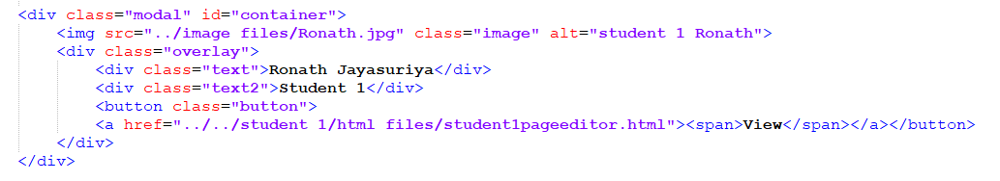 <div class="modal" id="container">
<img src="../image files/Ronath.jpg" class="image" alt="student 1 Ronath">
<div class="overlay">
<div class="text">Ronath Jayasuriya</div>
<div class="text2">Student 1</div>
<button class="button">
<a href="../../student 1/html files/student1pageeditor.html"><span>View</span></a></button>
</div>
</div>